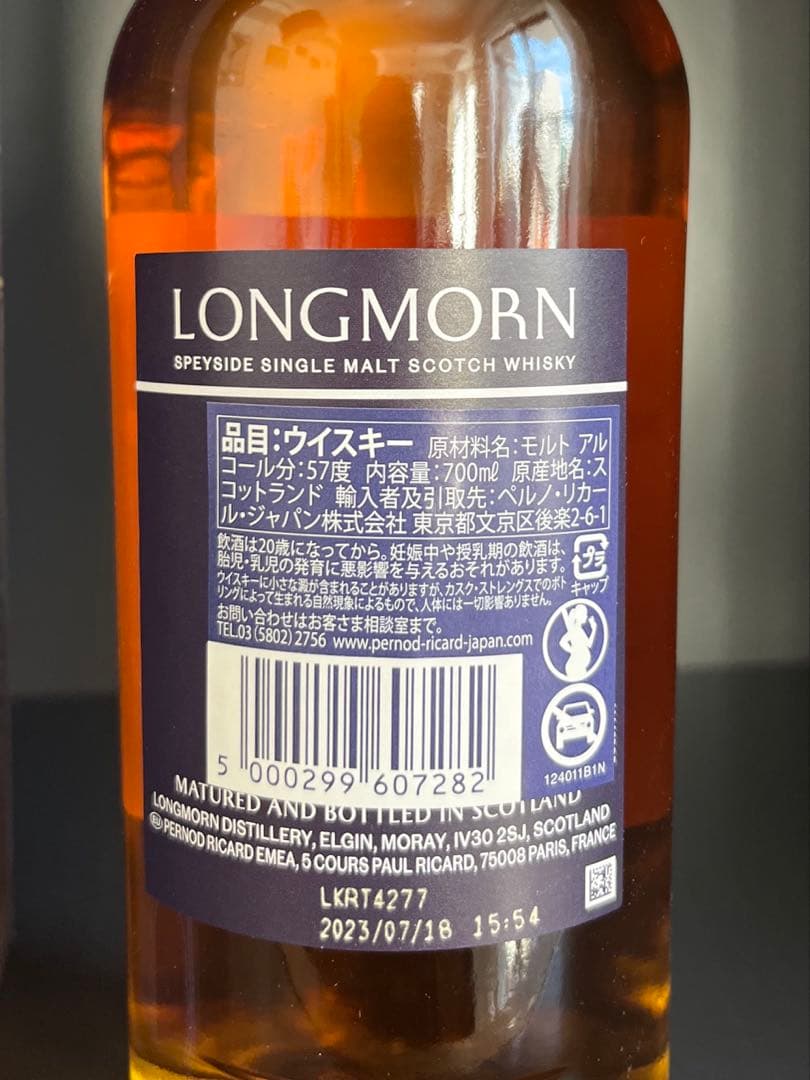 LONGMORN
SPEYSIDE SINGLE MALT SCOTCH WHISKY
品目:ウイスキー 原材料名:モルト アル
コール分:57度 内容量:700ml 原産地名:ス
コットランド 輸入者及引取先:ペルノ・リカー
ル・ジャパン株式会社 東京都文京区後楽2-6-1
飲酒は20歳になってから。妊娠中や授乳期の飲酒は、
胎児・乳児の発育に悪影響を与えるおそれがあります。
ウイスキーに小さな澱が含まれることがありますが、カスク・ストレングスでのボト
リングによって生まれる自然現象によるもので、人体には一切影響ありません。
お問い合わせはお客さま相談室まで。
TEL.03(5802)2756 www.pernod-ricard-japan.com
プラ
キャップ
5 000299 607282
124011B1N
MATURED AND BOTTLED IN SCOTLAND
LONGMORN DISTILLERY, ELGIN, MORAY, IV30 2SJ, SCOTLAND
EU PERNOD RICARD EMEA, 5 COURS PAUL RICARD, 75008 PARIS, FRANCE
LKRT4277
2023/07/18 15:54